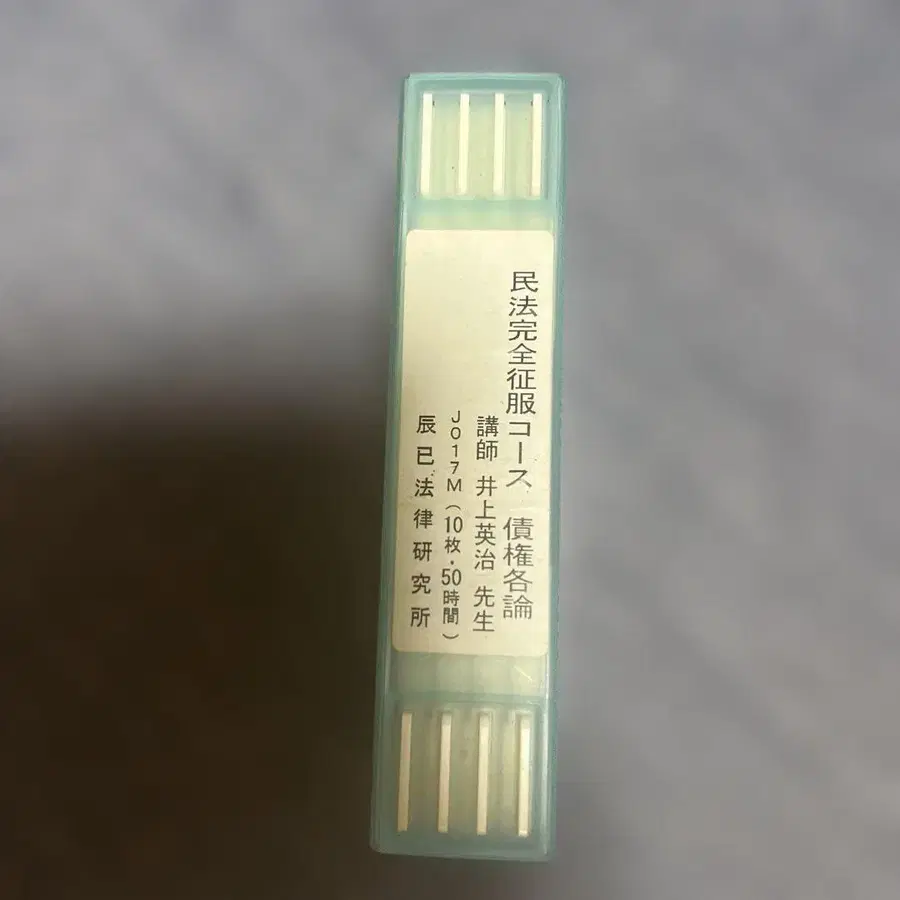 民法完全征服コース 債権各論
講師 井上英治 先生
J017M(10枚・50時間)
辰已法律研究所